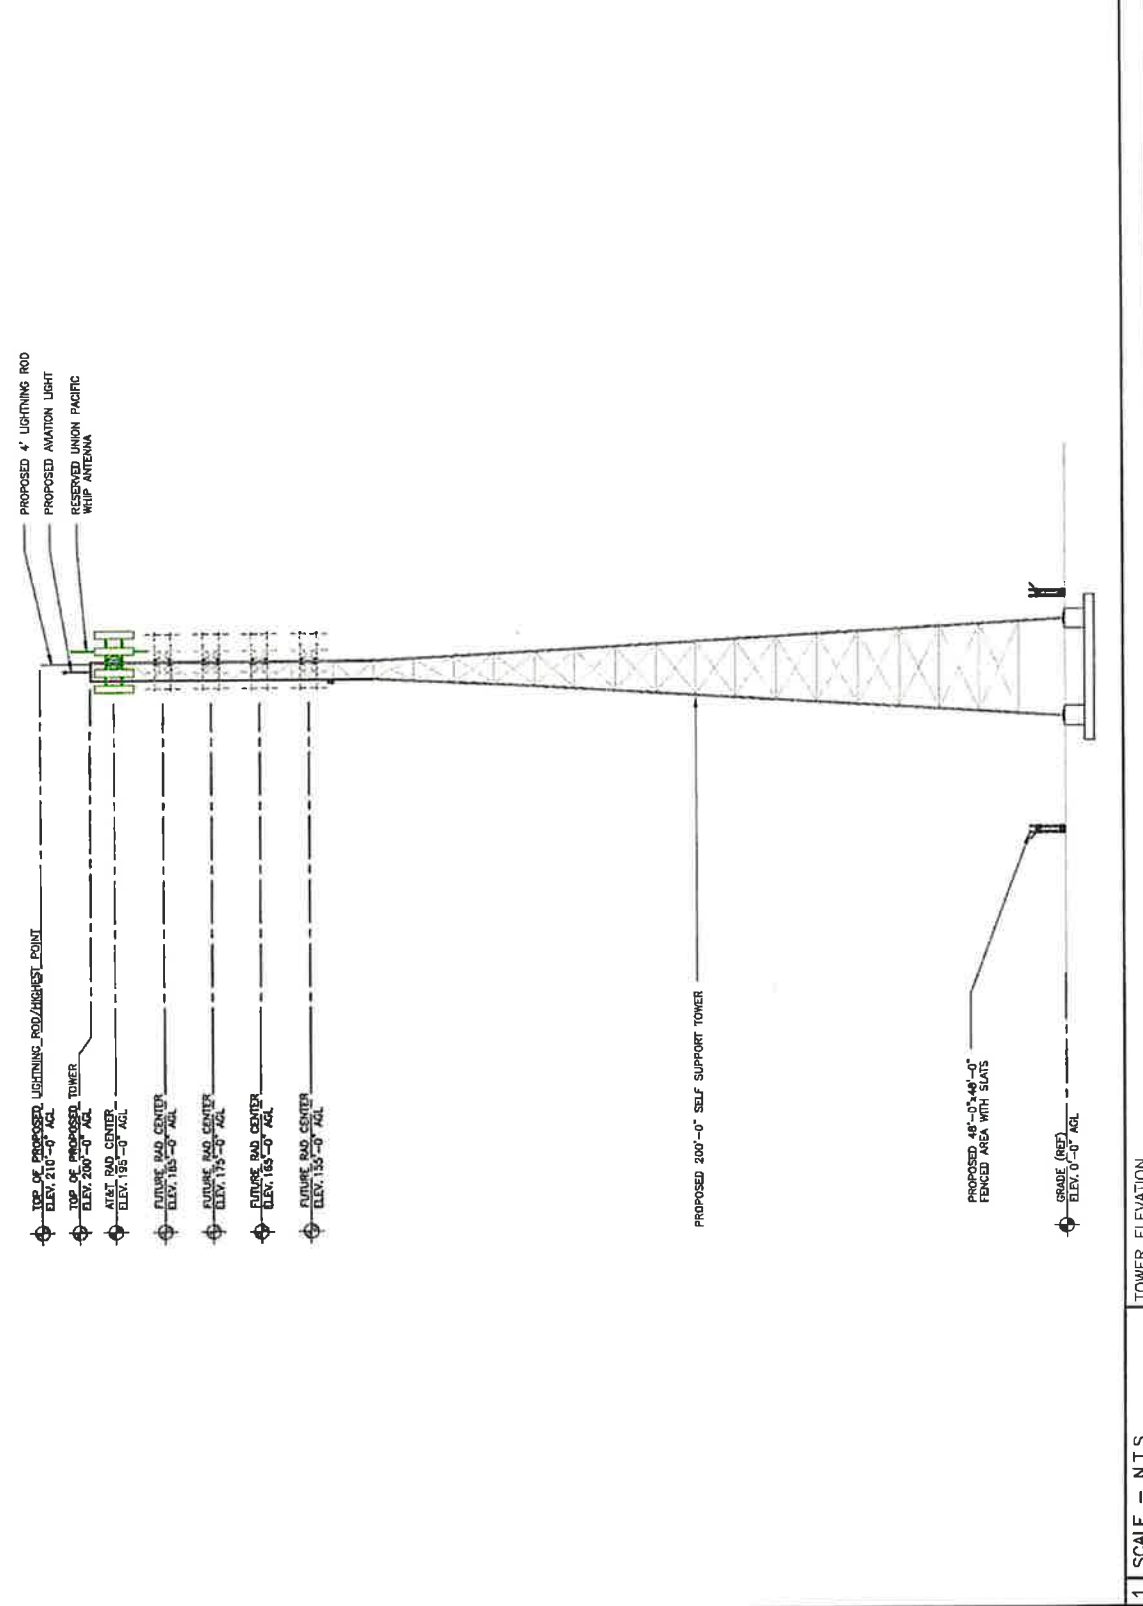 PROPOSED 4' LIGHTNING ROD
PROPOSED AVIATION LIGHT
RESERVED UNION PACIFIC
WHIP ANTENNA
TOP OF PROPOSED LIGHTNING ROD/HIGHEST POINT
ELEV. 210'-0" AGL
TOP OF PROPOSED TOWER
ELEV. 200'-0" AGL
AT&T RAD CENTER
ELEV. 195'-0" AGL
FUTURE RAD CENTER
ELEV. 185'-0" AGL
FUTURE RAD CENTER
ELEV. 175'-0" AGL
FUTURE RAD CENTER
ELEV. 165'-0" AGL
FUTURE RAD CENTER
ELEV. 155'-0" AGL
PROPOSED 200'-0" SELF SUPPORT TOWER
PROPOSED 48'-0"x48'-0"
FENCED AREA WITH SLATS
GRADE (REF)
ELEV. 0'-0" AGL
TOWER ELEVATION
1 SCALE - N.T.S.